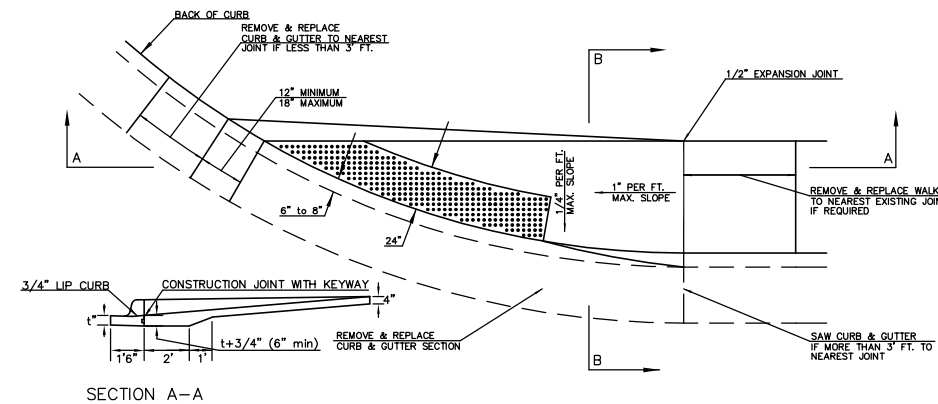 BACK OF CURB
REMOVE & REPLACE
CURB & GUTTER TO NEAREST
JOINT IF LESS THAN 3' FT.
12" MINIMUM
18" MAXIMUM
B
1/2" EXPANSION JOINT
A
A
1/4" PER FT.
MAX. SLOPE
1" PER FT.
MAX. SLOPE
REMOVE & REPLACE WALK
TO NEAREST EXISTING JOIN
IF REQUIRED
6" to 8"
24"
3/4" LIP CURB
CONSTRUCTION JOINT WITH KEYWAY
4"
t"
t+3/4" (6" min)
1'6"
2'
1'
REMOVE & REPLACE
CURB & GUTTER SECTION
SAW CURB & GUTTER
IF MORE THAN 3' FT. TO
NEAREST JOINT
B
SECTION A-A